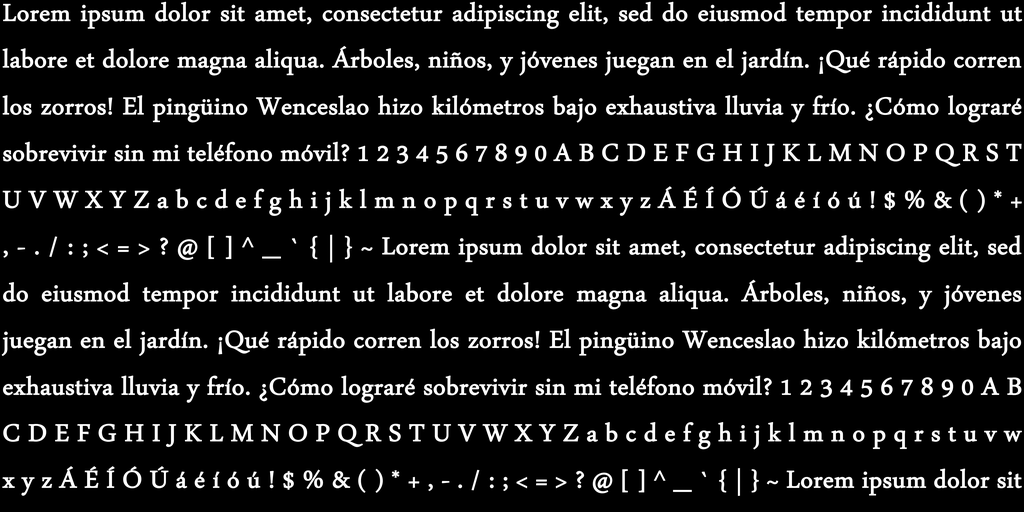 Lorem ipsum dolor sit amet, consectetur adipiscing elit, sed do eiusmod tempor incididunt ut
labore et dolore magna aliqua. Árboles, niños, y jóvenes juegan en el jardín. ¡Qué rápido corren
los zorros! El pingüino Wenceslao hizo kilómetros bajo exhaustiva lluvia y frío. ¿Cómo lograré
sobrevivir sin mi teléfono móvil? 1 2 3 4 5 6 7 8 9 0 A B C D E F G H I J K L M N O P Q R S T
U V W X Y Z a b c d e f g h i j k l m n o p q r s t u v w x y z Á É Í Ó Ú á é í ó ú ! $ % & ( ) * +
, - . / : ; < = > ? @ [ ] ^ _ ` { | } ~ Lorem ipsum dolor sit amet, consectetur adipiscing elit, sed
do eiusmod tempor incididunt ut labore et dolore magna aliqua. Árboles, niños, y jóvenes
juegan en el jardín. ¡Qué rápido corren los zorros! El pingüino Wenceslao hizo kilómetros bajo
exhaustiva lluvia y frío. ¿Cómo lograré sobrevivir sin mi teléfono móvil? 1 2 3 4 5 6 7 8 9 0 A B
C D E F G H I J K L M N O P Q R S T U V W X Y Z a b c d e f g h i j k l m n o p q r s t u v w
x y z Á É Í Ó Ú á é í ó ú ! $ % & ( ) * + , - . / : ; < = > ? @ [ ] ^ _ ` { | } ~ Lorem ipsum dolor sit